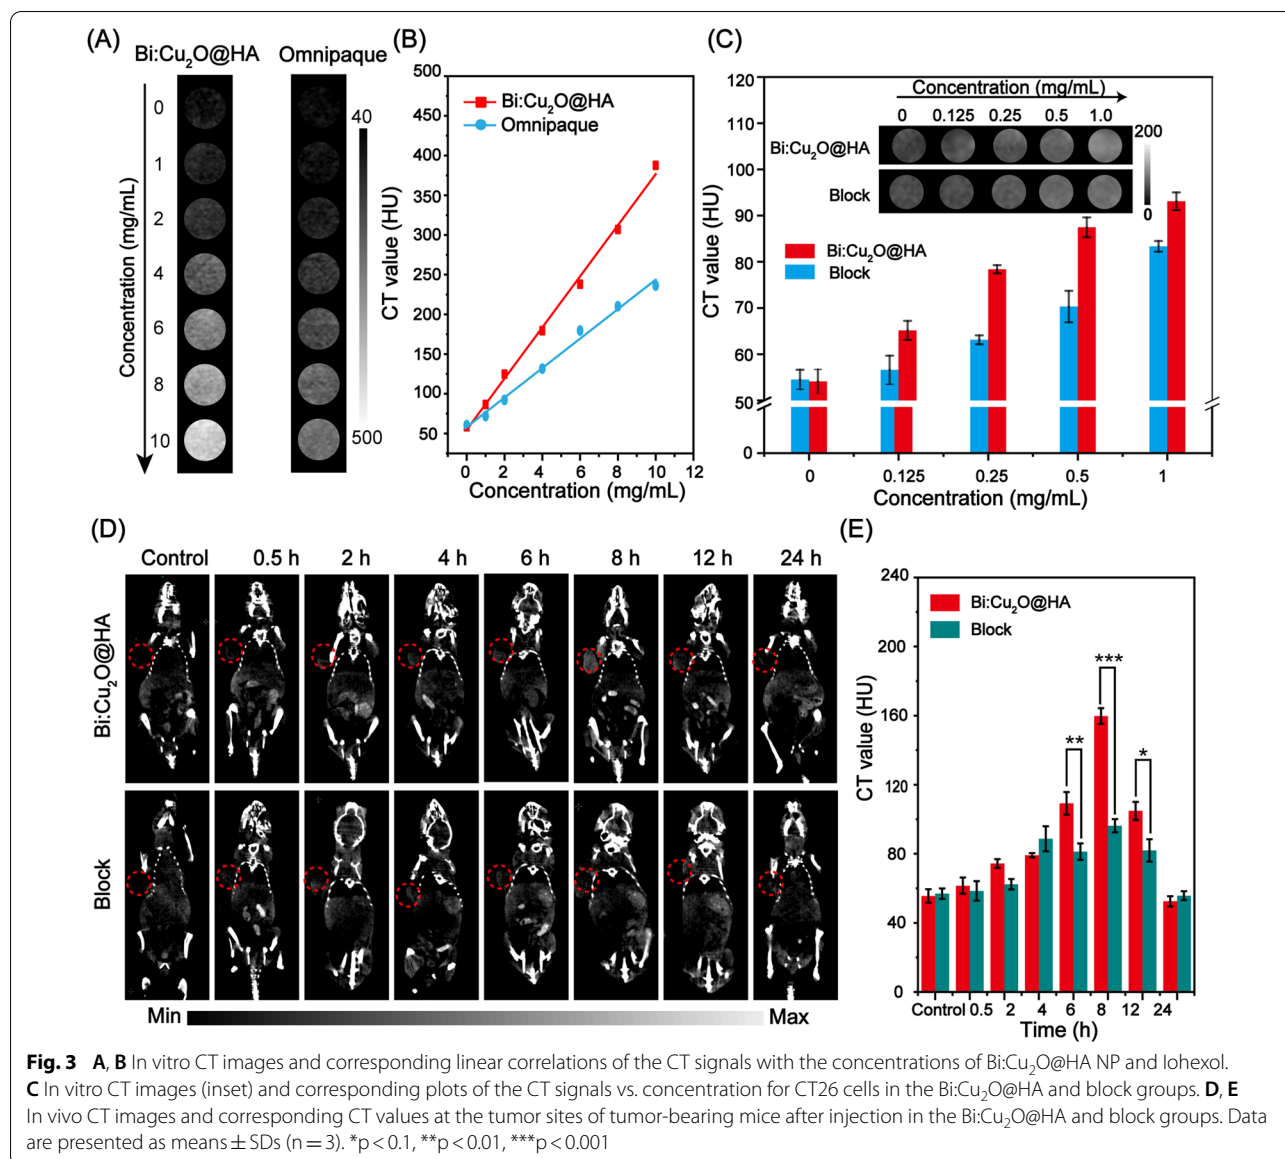 (A)
Bi:Cu₂O@HA Omnipaque
Concentration (mg/mL)
0
1
2
4
6
8
10
40
500
(B)
CT value (HU)
500
450
400
350
300
250
200
150
100
50
Bi:Cu₂O@HA
Omnipaque
0 2 4 6 8 10 12
Concentration (mg/mL)
(C)
CT value (HU)
120
110
100
90
80
70
60
50
0
Concentration (mg/mL)
0 0.125 0.25 0.5 1.0
Bi:Cu₂O@HA
Block
200
0
Bi:Cu₂O@HA
Block
0 0.125 0.25 0.5 1
Concentration (mg/mL)
(D)
Control 0.5 h 2 h 4 h 6 h 8 h 12 h 24 h
Bi:Cu₂O@HA
Block
Min Max
(E)
CT value (HU)
240
200
160
120
80
40
0
Bi:Cu₂O@HA
Block
**
***
*
Control 0.5 2 4 6 8 12 24
Time (h)
Fig. 3 A, B In vitro CT images and corresponding linear correlations of the CT signals with the concentrations of Bi:Cu₂O@HA NP and Iohexol.
C In vitro CT images (inset) and corresponding plots of the CT signals vs. concentration for CT26 cells in the Bi:Cu₂O@HA and block groups. D, E
In vivo CT images and corresponding CT values at the tumor sites of tumor-bearing mice after injection in the Bi:Cu₂O@HA and block groups. Data
are presented as means ± SDs (n = 3). *p < 0.1, **p < 0.01, ***p < 0.001